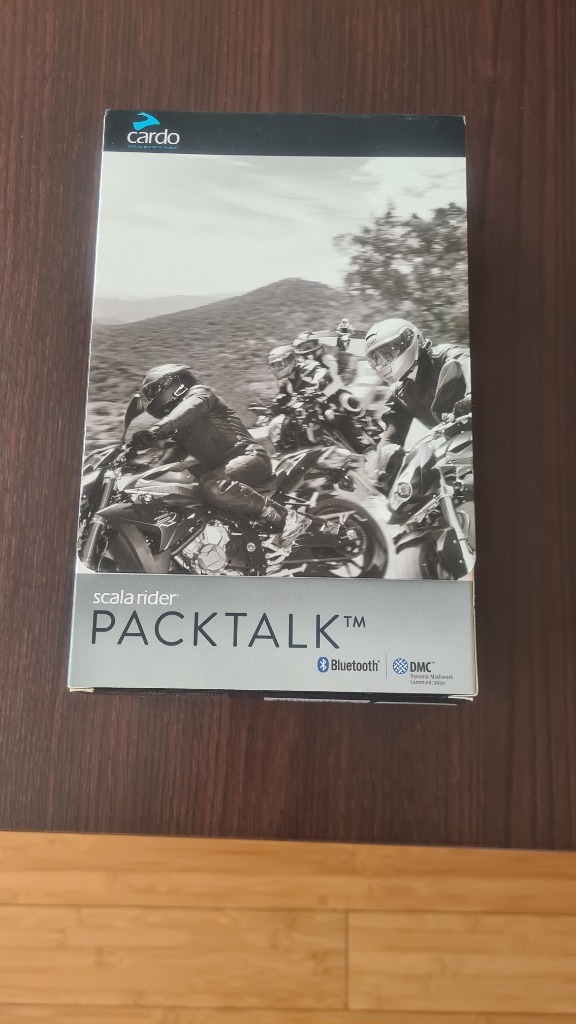 cardo
scala rider
PACKTALK™
Bluetooth®
DMC™
Dynamic Meshwork
Communication